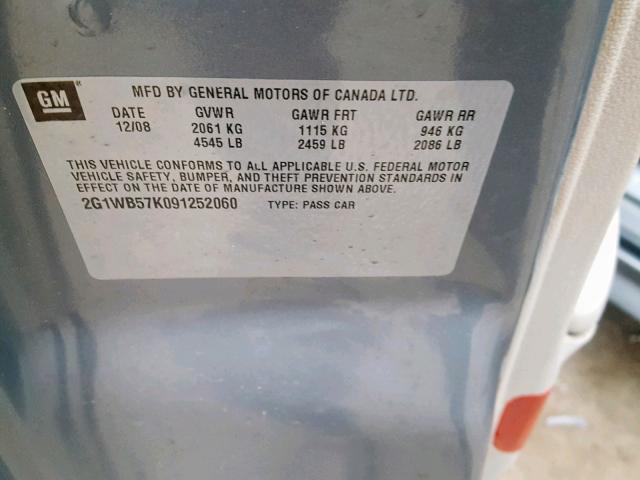 GM
MFD BY GENERAL MOTORS OF CANADA LTD.
DATE GVWR GAWR FRT GAWR RR
12/08 2061 KG 1115 KG 946 KG
4545 LB 2459 LB 2086 LB
THIS VEHICLE CONFORMS TO ALL APPLICABLE U.S. FEDERAL MOTOR
VEHICLE SAFETY, BUMPER, AND THEFT PREVENTION STANDARDS IN
EFFECT ON THE DATE OF MANUFACTURE SHOWN ABOVE.
2G1WB57K091252060 TYPE: PASS CAR